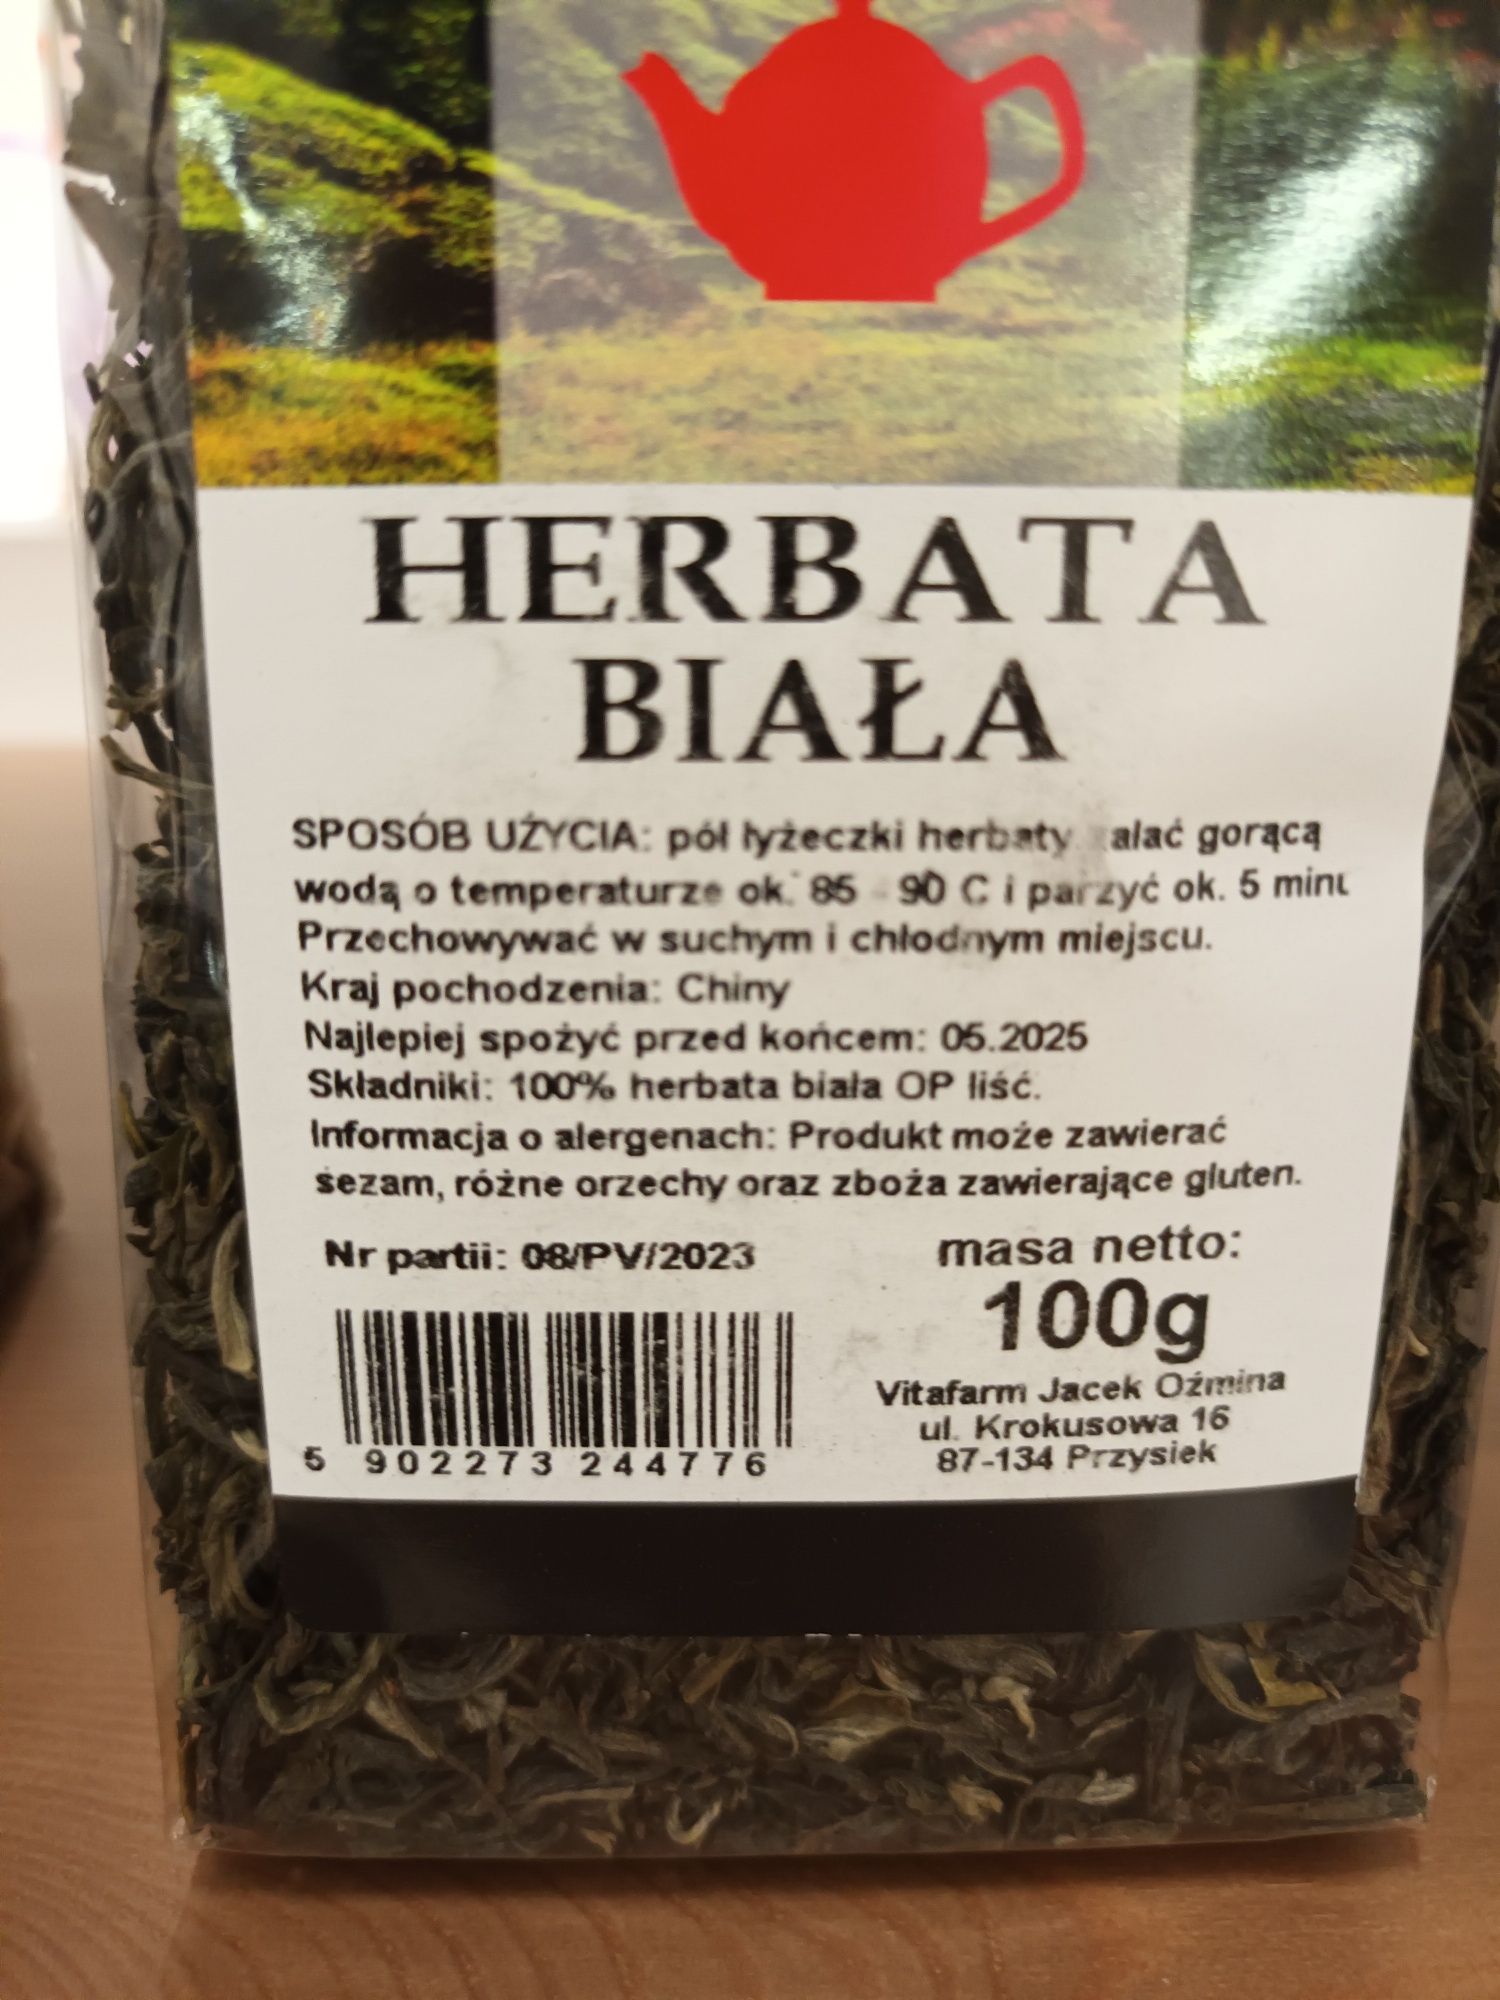 HERBATA
BIAŁA
SPOSÓB UŻYCIA: pół łyżeczki herbaty alać gorącą
wodą o temperaturze ok. 85 - 90 C i parzyć ok. 5 minu
Przechowywać w suchym i chłodnym miejscu.
Kraj pochodzenia: Chiny
Najlepiej spożyć przed końcem: 05.2025
Składniki: 100% herbata biała OP liść.
Informacja o alergenach: Produkt może zawierać
sezam, różne orzechy oraz zboża zawierające gluten.
Nr partii: 08/PV/2023
masa netto:
100g
Vitafarm Jacek Oźmina
ul. Krokusowa 16
87-134 Przysiek
5 902273 244776